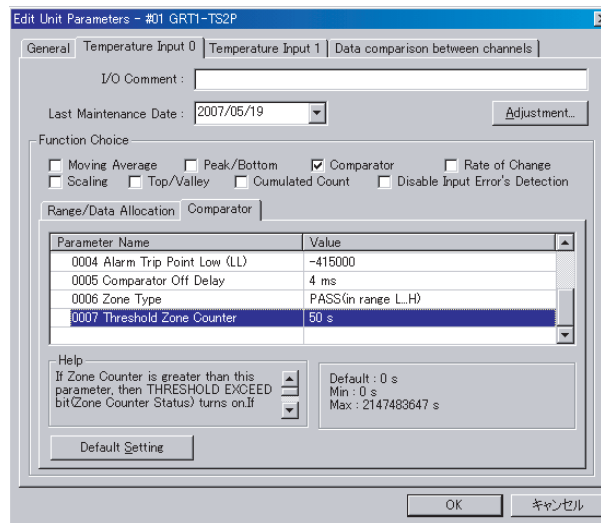 Edit Unit Parameters - #01 GRT1-TS2P
General Temperature Input 0 Temperature Input 1 Data comparison between channels
I/O Comment :
Last Maintenance Date : 2007/05/19 Adjustment...
Function Choice
Moving Average Peak/Bottom Comparator Rate of Change
Scaling Top/Valley Cumulated Count Disable Input Error's Detection
Range/Data Allocation Comparator
Parameter Name Value
0004 Alarm Trip Point Low (LL) -415000
0005 Comparator Off Delay 4 ms
0006 Zone Type PASS(in range L...H)
0007 Threshold Zone Counter 50 s
Help
If Zone Counter is greater than this
parameter, then THRESHOLD EXCEED
bit(Zone Counter Status) turns on.If
Default : 0 s
Min : 0 s
Max : 2147483647 s
Default Setting
OK キャンセル